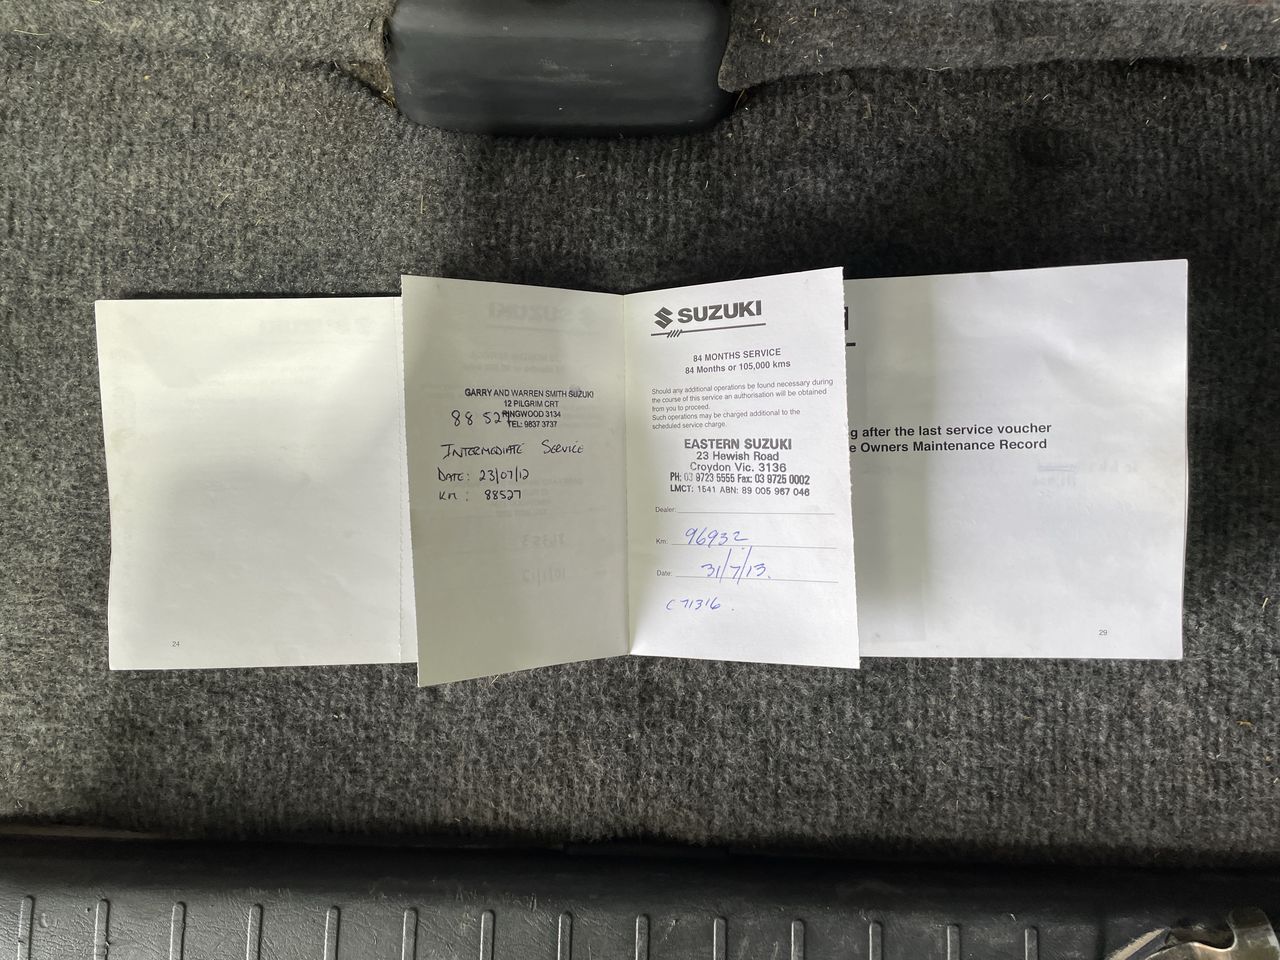 24
GARRY AND WARREN SMITH SUZUKI
12 PILGRIM CRT
RINGWOOD 3134
TEL: 9837 3737
88 527
INTERMEDIATE SERVICE
DATE: 23/07/12
KM: 88527
SUZUKI
84 MONTHS SERVICE
84 Months or 105,000 kms
Should any additional operations be found necessary during
the course of this service an authorisation will be obtained
from you to proceed.
Such operations may be charged additional to the
scheduled service charge.
EASTERN SUZUKI
23 Hewish Road
Croydon Vic. 3136
PH: 03 9723 5555 Fax: 03 9725 0002
LMCT: 1541 ABN: 89 005 967 046
Dealer:
Km: 96932
Date: 31/7/13.
C71316.
g after the last service voucher
e Owners Maintenance Record
29